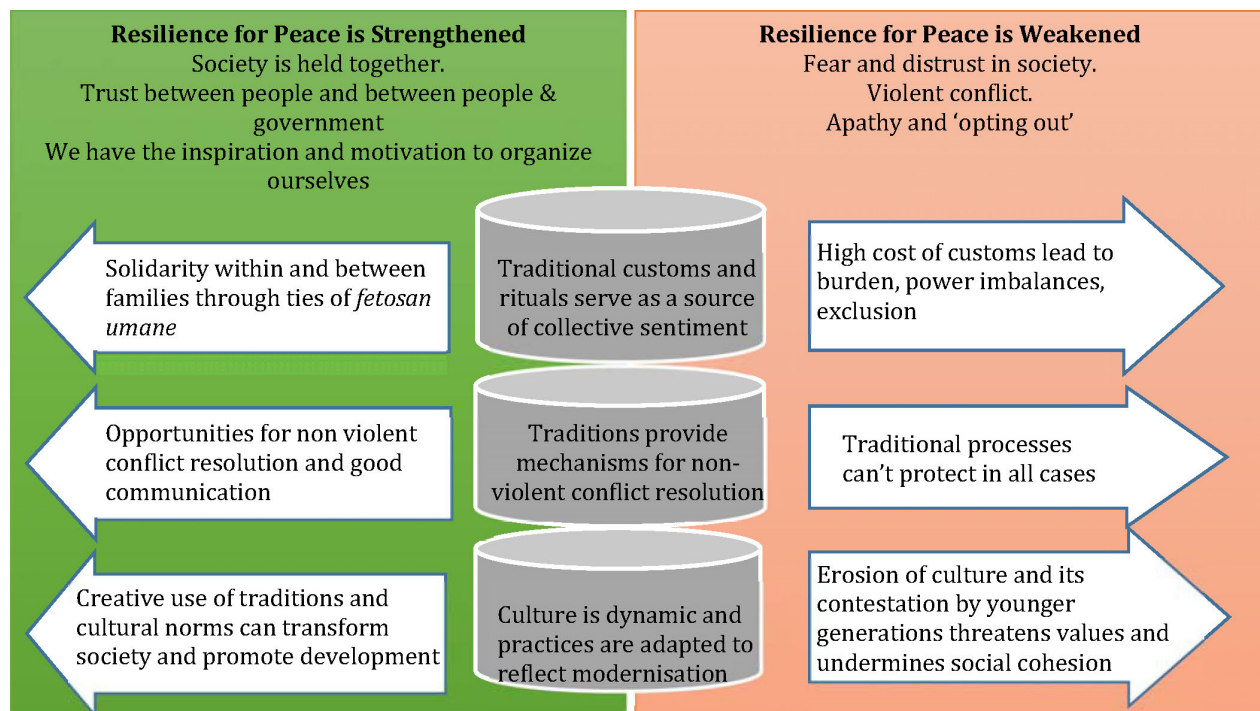 Resilience for Peace is Strengthened
Society is held together.
Trust between people and between people &
government
We have the inspiration and motivation to organize
ourselves
Resilience for Peace is Weakened
Fear and distrust in society.
Violent conflict.
Apathy and ‘opting out’
Solidarity within and between
families through ties of fetosan
umane
Traditional customs and
rituals serve as a source
of collective sentiment
High cost of customs lead to
burden, power imbalances,
exclusion
Opportunities for non violent
conflict resolution and good
communication
Traditions provide
mechanisms for non-
violent conflict resolution
Traditional processes
can’t protect in all cases
Creative use of traditions and
cultural norms can transform
society and promote development
Culture is dynamic and
practices are adapted to
reflect modernisation
Erosion of culture and its
contestation by younger
generations threatens values and
undermines social cohesion